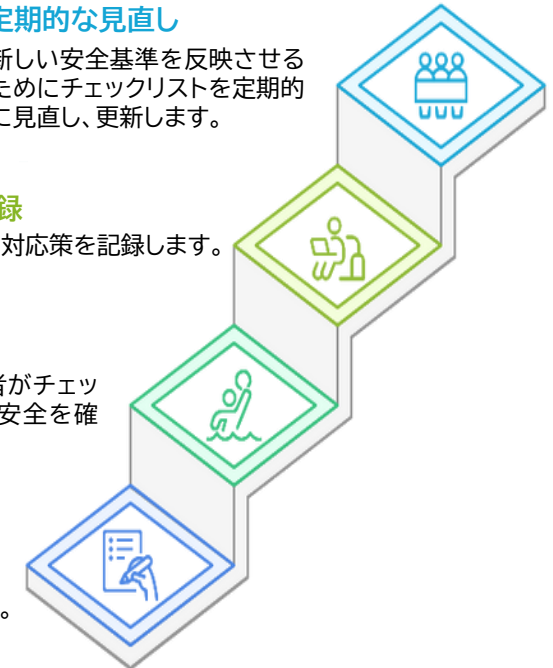 定期的な見直し
新しい安全基準を反映させる
ためにチェックリストを定期的
に見直し、更新します。
録
対応策を記録します。
者がチェッ
安全を確
。